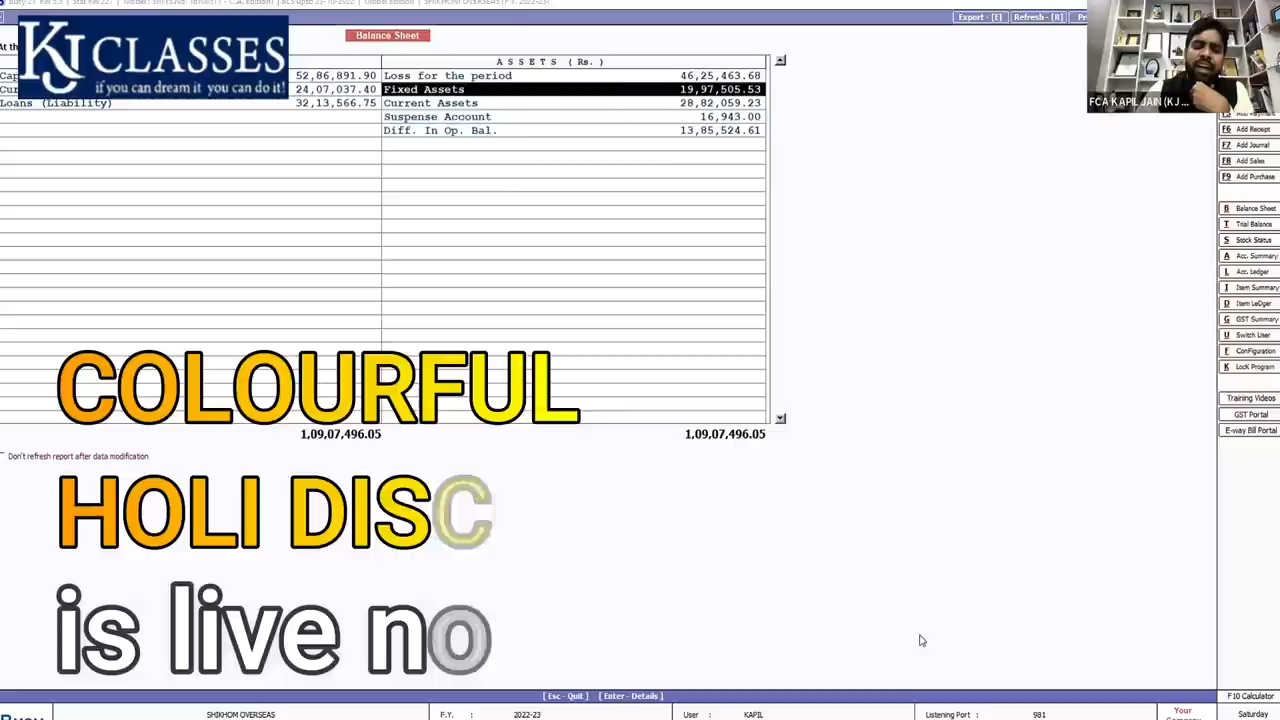 Export - [E]
Refresh - [R]
KJ CLASSES
if you can dream it you can do it!
Balance Sheet
At th
A S S E T S ( Rs. )
52,86,891.90 Loss for the period 46,25,463.68
24,07,037.40 Fixed Assets 19,97,505.53
Loans (Liability) 32,13,566.75 Current Assets 28,82,059.23
Suspense Account 16,943.00
Diff. In Op. Bal. 13,85,524.61
1,09,07,496.05 1,09,07,496.05
Don't refresh report after data modification
COLOURFUL
HOLI DISC
is live no
FCA KAPIL JAIN (KJ ...
F6 Add Receipt
F7 Add Journal
F8 Add Sales
F9 Add Purchase
B Balance Sheet
T Trial Balance
S Stock Status
A Acc. Summary
L Acc. Ledger
I Item Summary
D Item LeDger
G GST Summary
U Switch User
F Configuration
K LocK Program
Training Videos
GST Portal
E-way Bill Portal
[ Esc - Quit ] [ Enter - Details ]
F10 Calculator
SHIKHOM OVERSEAS F.Y. : 2022-23 User : KAPIL Listening Port : 981 Your Saturday